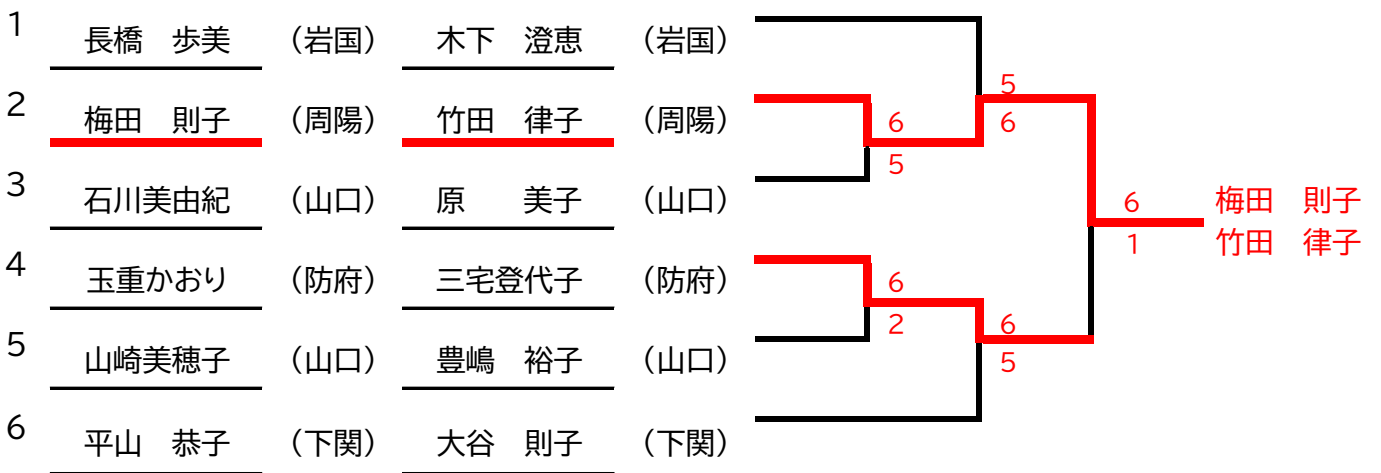 1 長橋　歩美 （岩国） 木下　澄恵 （岩国）
5
2 梅田　則子 （周陽） 竹田　律子 （周陽） 6 6
5
3 石川美由紀 （山口） 原　　美子 （山口）
6 梅田　則子
1 竹田　律子
4 玉重かおり （防府） 三宅登代子 （防府） 6
2 6
5 山崎美穂子 （山口） 豊嶋　裕子 （山口） 5
6 平山　恭子 （下関） 大谷　則子 （下関）